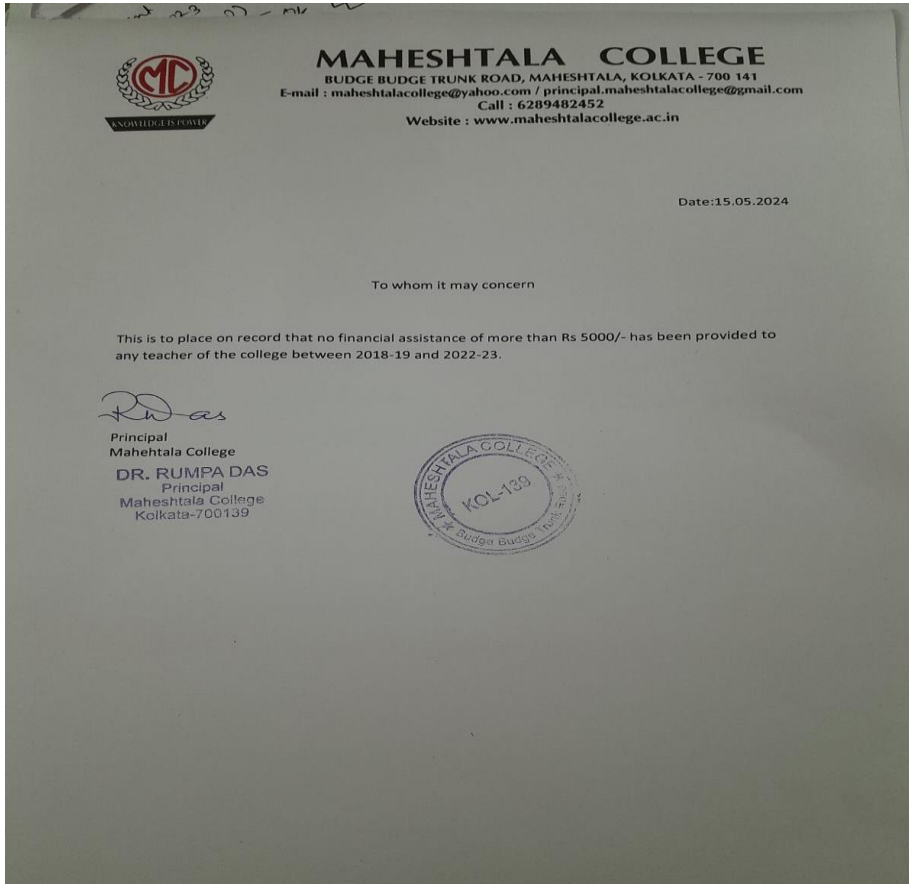 MC
KNOWLEDGE IS POWER
MAHESHTALA COLLEGE
BUDGE BUDGE TRUNK ROAD, MAHESHTALA, KOLKATA - 700 141
E-mail : maheshtalacollege@yahoo.com / principal.maheshtalacollege@gmail.com
Call : 6289482452
Website : www.maheshtalacollege.ac.in
Date:15.05.2024
To whom it may concern
This is to place on record that no financial assistance of more than Rs 5000/- has been provided to
any teacher of the college between 2018-19 and 2022-23.
RDas
Principal
Mahehtala College
DR. RUMPA DAS
Principal
Maheshtala College
Kolkata-700139
MAHESHTALA COLLEGE
KOL-139
Budge Budge Trunk